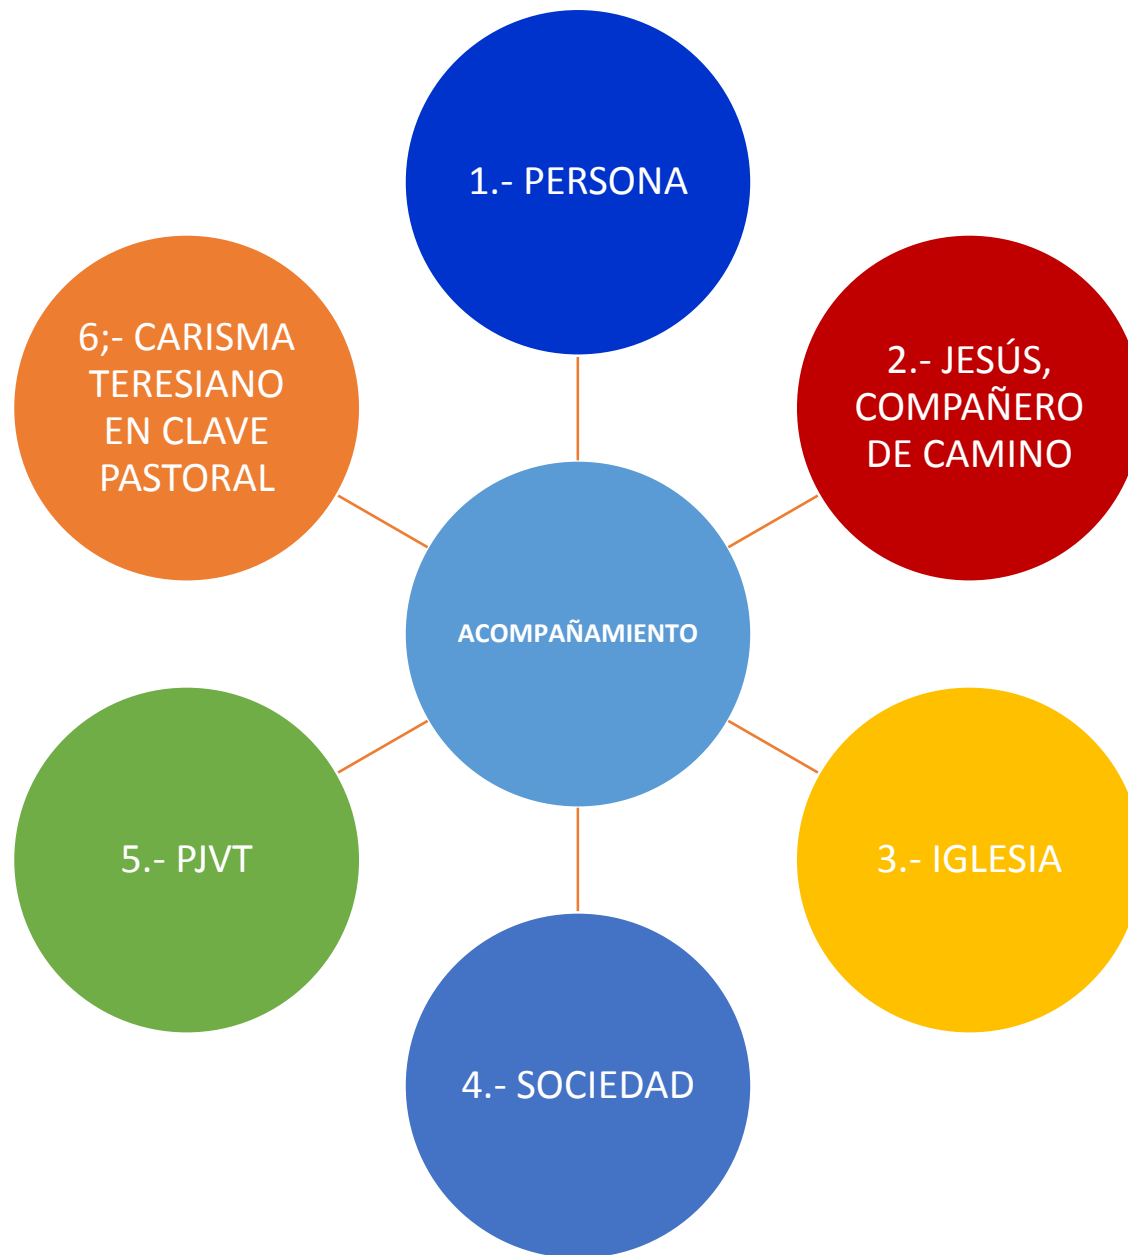 1.- PERSONA
2.- JESÚS,
COMPAÑERO
DE CAMINO
3.- IGLESIA
4.- SOCIEDAD
5.- PJVT
6;- CARISMA
TERESIANO
EN CLAVE
PASTORAL
ACOMPAÑAMIENTO